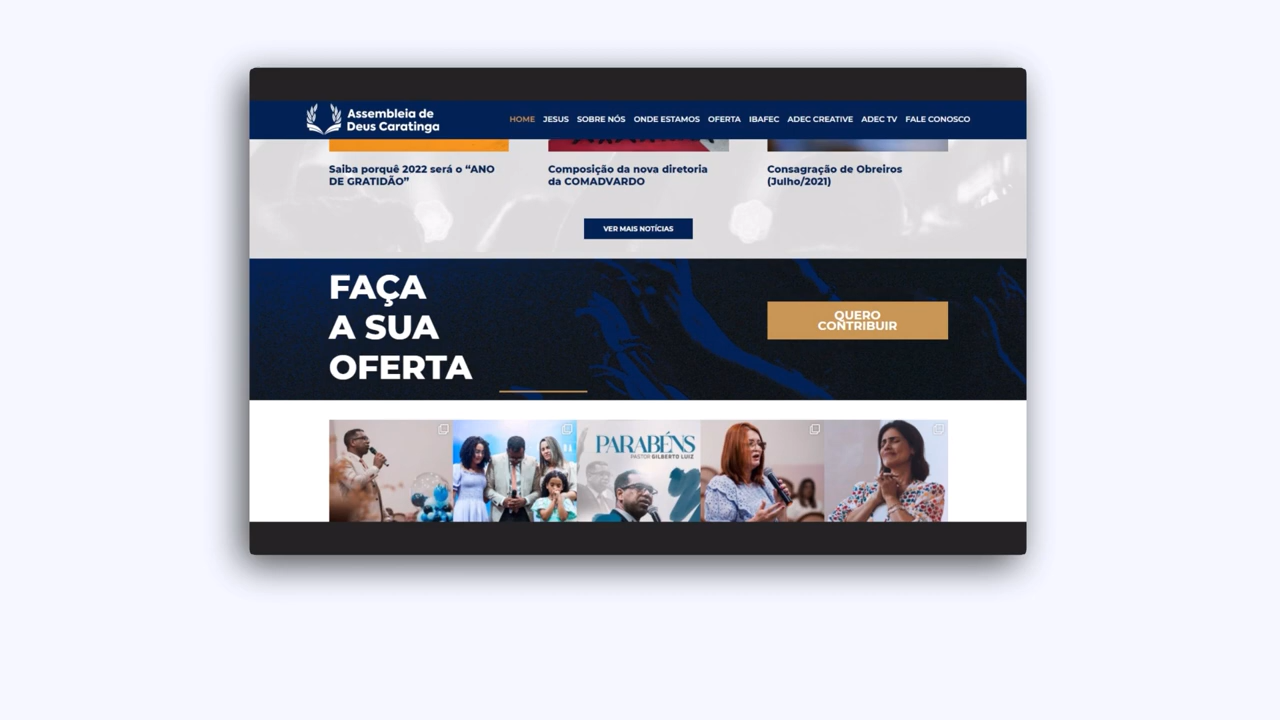 Assembleia de
Deus Caratinga
HOME JESUS SOBRE NÓS ONDE ESTAMOS OFERTA IBAFEC ADEC CREATIVE ADEC TV FALE CONOSCO
Saiba porquê 2022 será o “ANO
DE GRATIDÃO”
Composição da nova diretoria
da COMADVARDO
Consagração de Obreiros
(Julho/2021)
VER MAIS NOTÍCIAS
FAÇA
A SUA
OFERTA
QUERO
CONTRIBUIR
PARABÉNS
PASTOR GILBERTO LUIZ